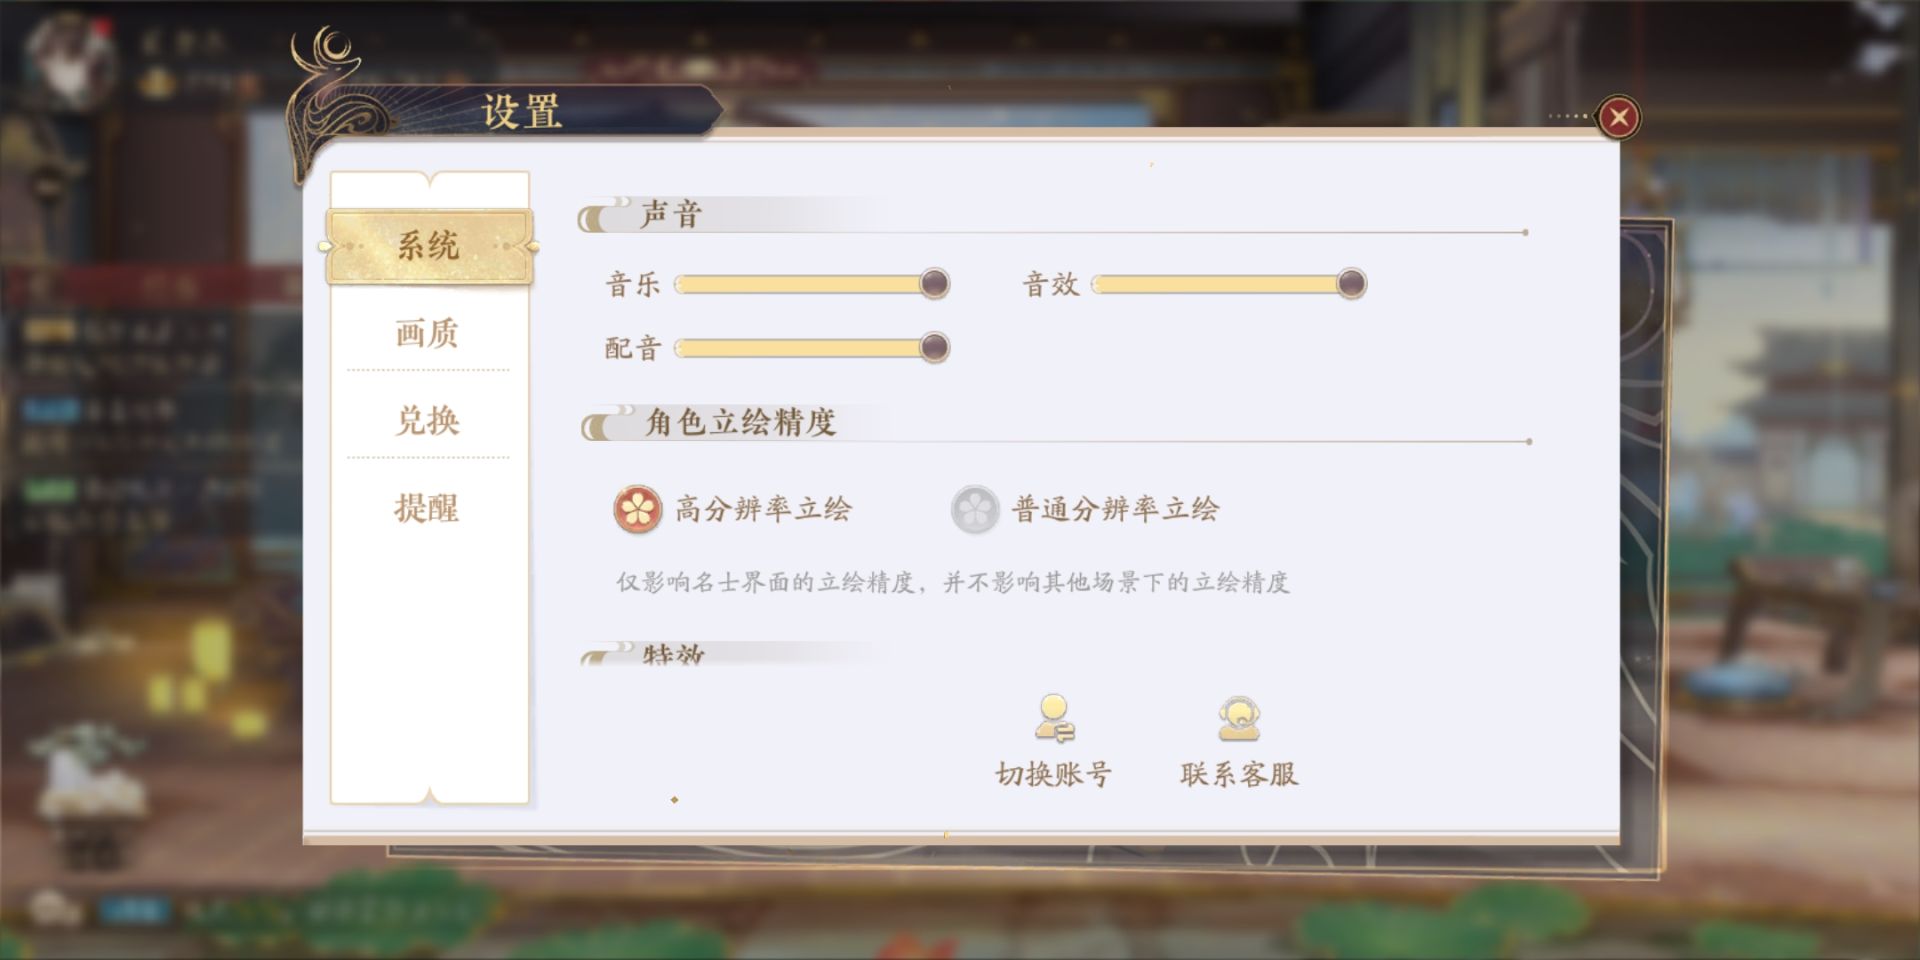 设置
系统
画质
兑换
提醒
声音
音乐
音效
配音
角色立绘精度
高分辨率立绘
普通分辨率立绘
仅影响名士界面的立绘精度，并不影响其他场景下的立绘精度
特效
切换账号
联系客服